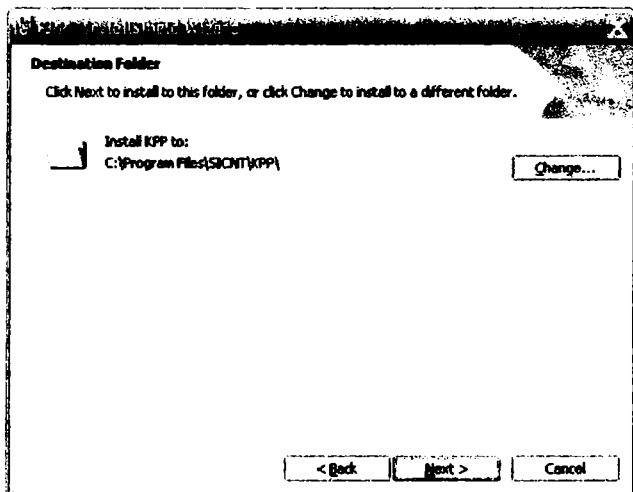 Destination Folder
Click Next to install to this folder, or click Change to install to a different folder.
Install KPP to:
C:\Program Files\SICNT\KPP\
Change...
< Back
Next >
Cancel